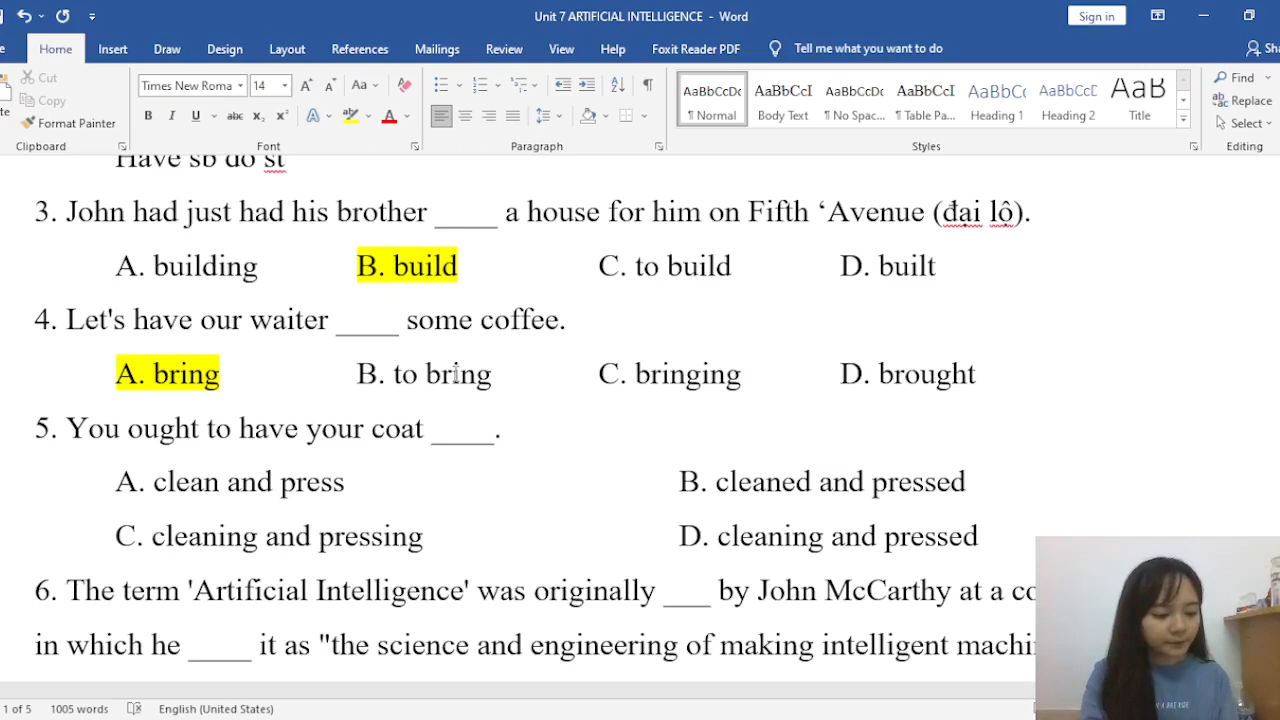 Unit 7 ARTIFICIAL INTELLIGENCE - Word
Sign in
Home Insert Draw Design Layout References Mailings Review View Help Foxit Reader PDF Tell me what you want to do
Cut
Copy
Format Painter
Clipboard
Times New Roma 14
Font
Paragraph
AaBbCcDc AaBbCcI AaBbCcDc AaBbCcI AaBbC AaBbCcD AaB
¶ Normal Body Text ¶ No Spac... ¶ Table Pa... Heading 1 Heading 2 Title
Styles
Find
Replace
Select
Editing
Have sb do st
3. John had just had his brother ____ a house for him on Fifth ‘Avenue (đại lộ).
A. building B. build C. to build D. built
4. Let's have our waiter ____ some coffee.
A. bring B. to bring C. bringing D. brought
5. You ought to have your coat ____.
A. clean and press B. cleaned and pressed
C. cleaning and pressing D. cleaning and pressed
6. The term 'Artificial Intelligence' was originally ___ by John McCarthy at a
in which he ____ it as "the science and engineering of making intelligent
1 of 5 1005 words English (United States)